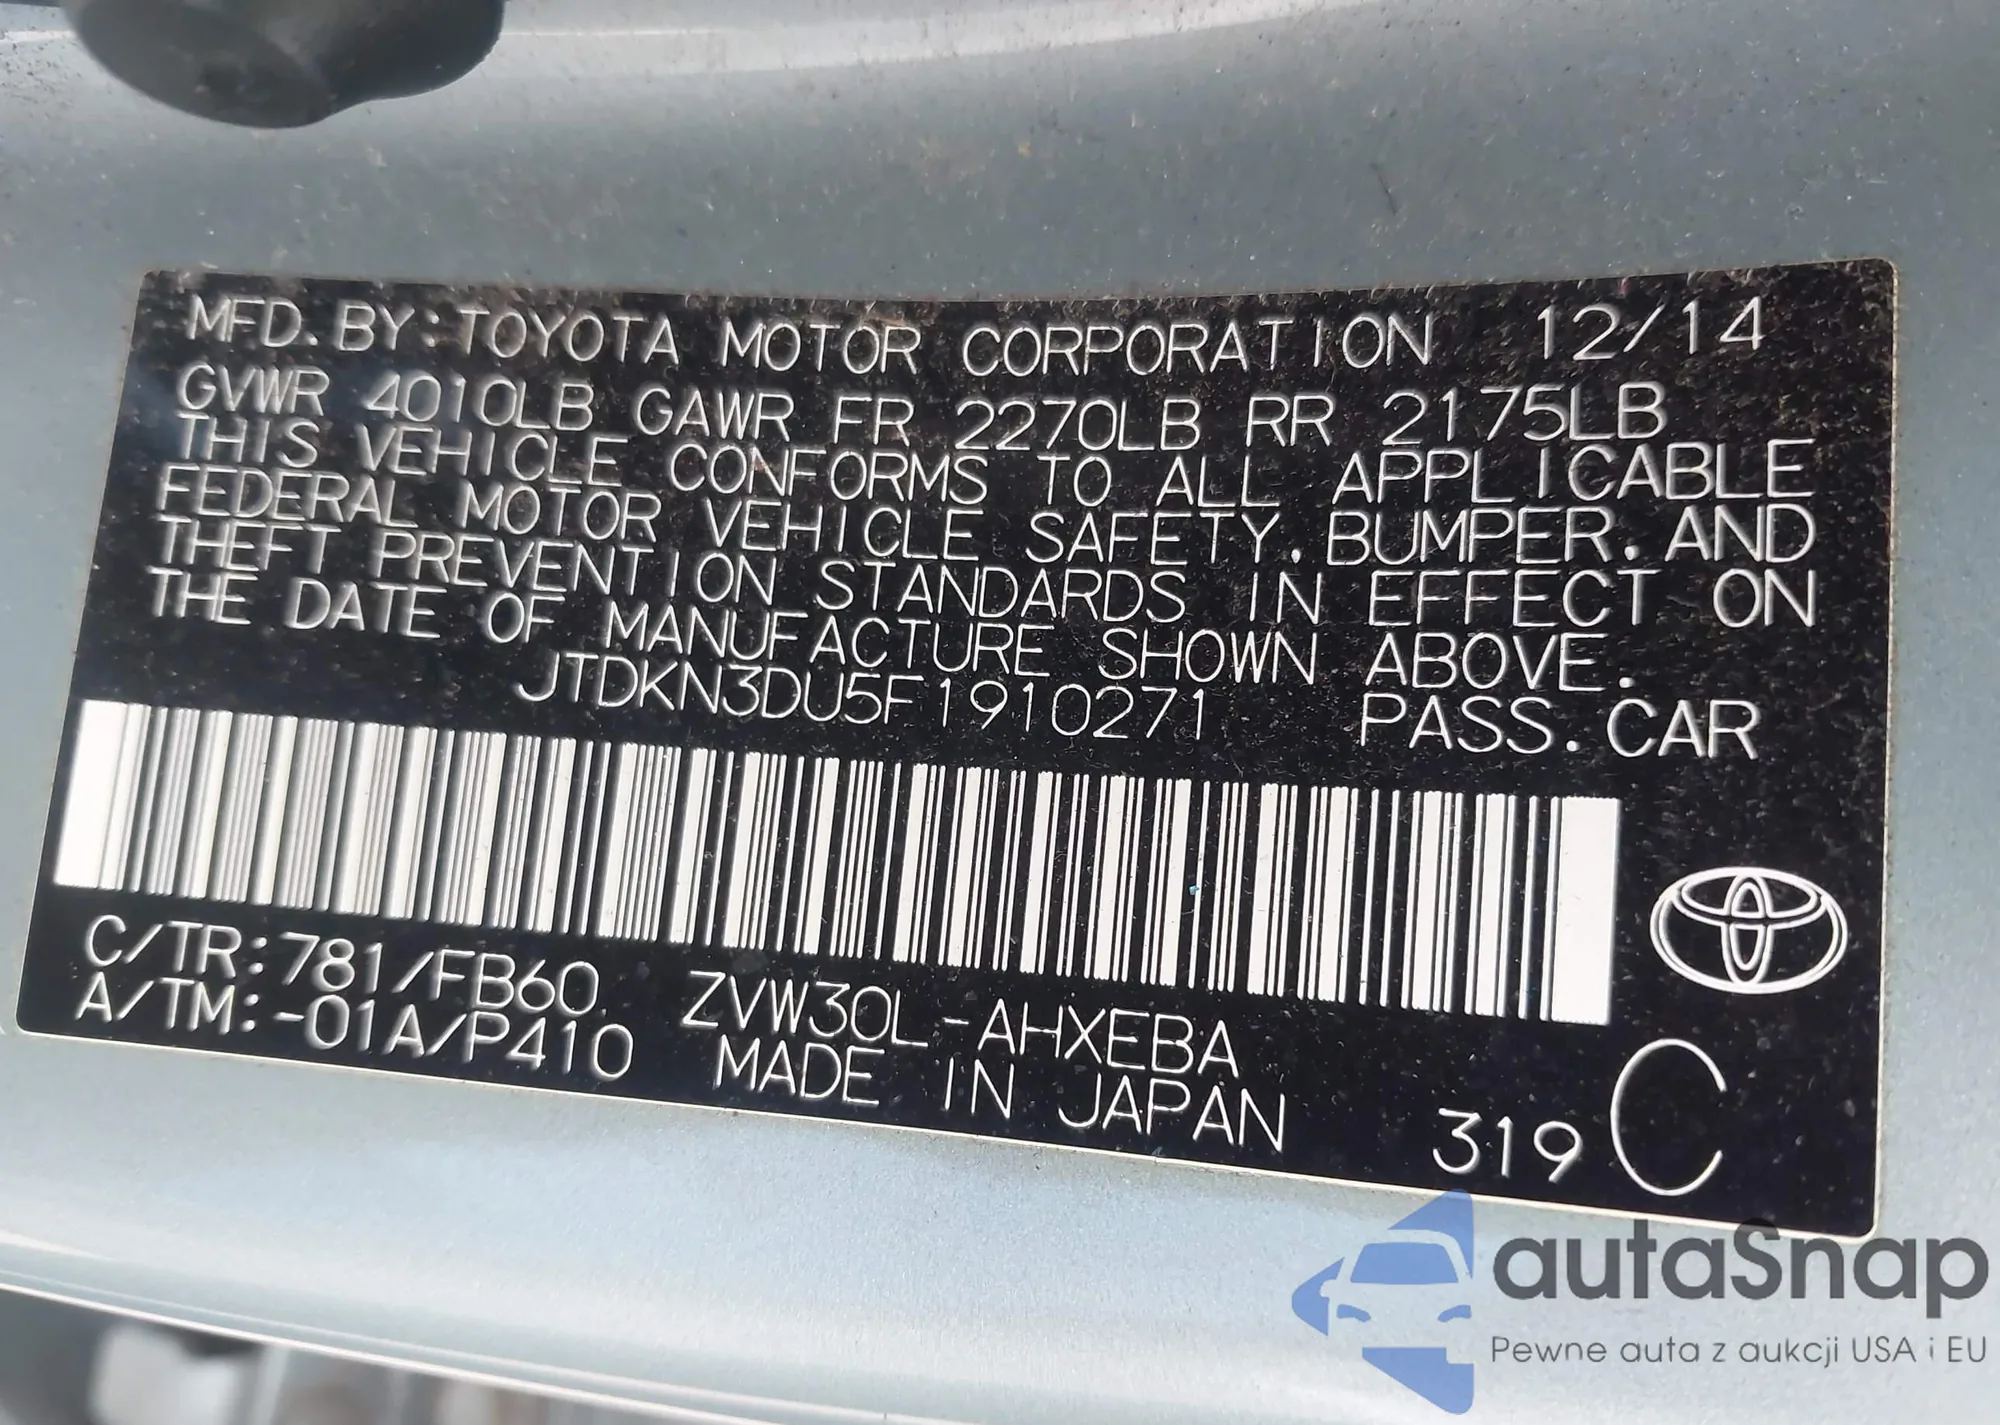 MFD. BY: TOYOTA MOTOR CORPORATION 12/14
GVWR 4010LB GAWR FR 2270LB RR 2175LB
THIS VEHICLE CONFORMS TO ALL APPLICABLE
FEDERAL MOTOR VEHICLE SAFETY, BUMPER, AND
THEFT PREVENTION STANDARDS IN EFFECT ON
THE DATE OF MANUFACTURE SHOWN ABOVE.
JTDKN3DU5F1910271 PASS. CAR
C/TR:781/FB60, ZVW30L-AHXEBA
A/TM:-01A/P410 MADE IN JAPAN
319 C
autaSnap
Pewne auta z aukcji USA i EU